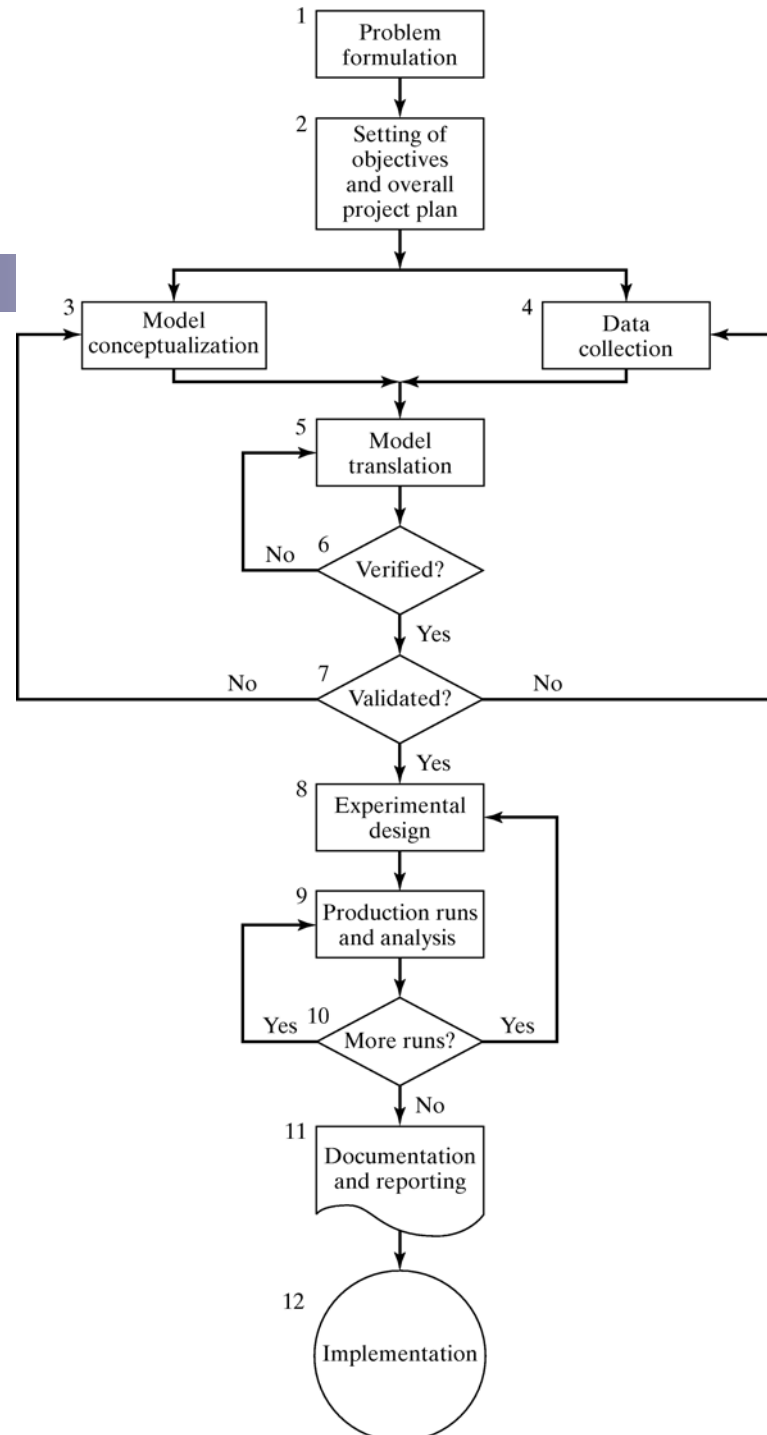 1
Problem
formulation
2
Setting of
objectives
and overall
project plan
3
Model
conceptualization
4
Data
collection
5
Model
translation
6
No
Verified?
Yes
7
No
Validated?
No
Yes
8
Experimental
design
9
Production runs
and analysis
10
Yes
More runs?
Yes
No
11
Documentation
and reporting
12
Implementation